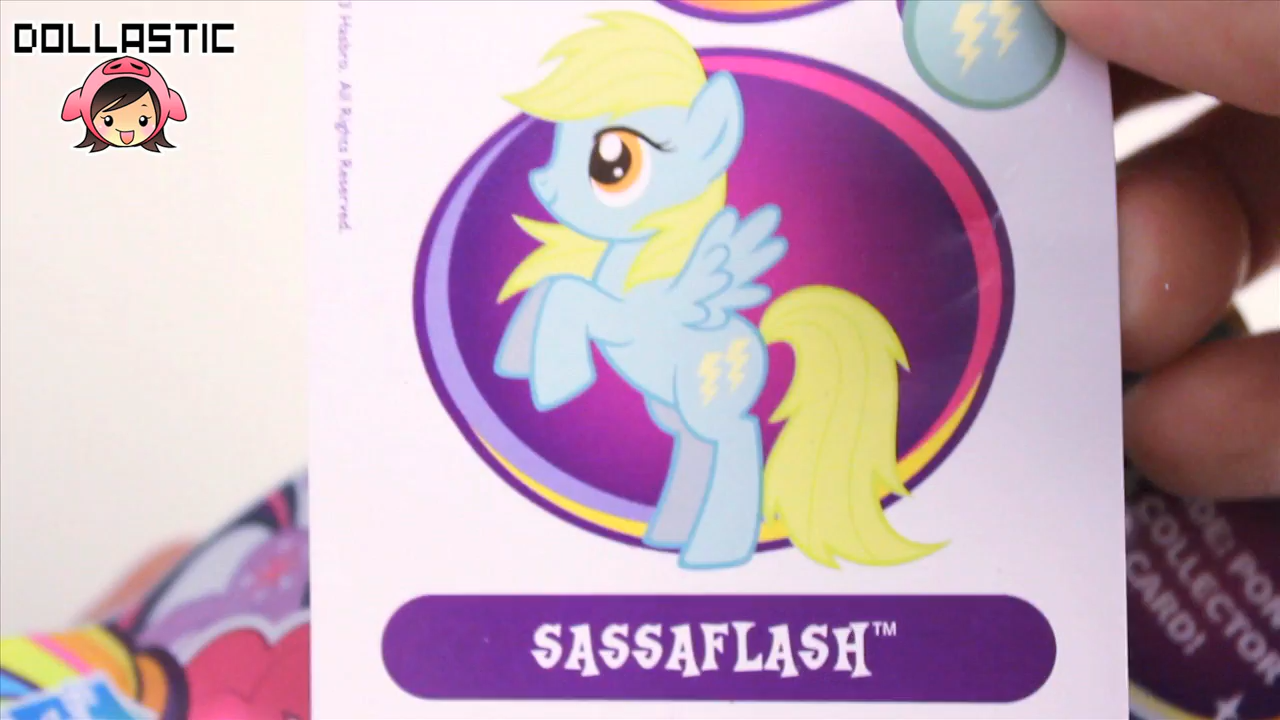 DOLLASTIC
Hasbro. All Rights Reserved.
SASSAFLASH™
COLLECTOR
CARD!